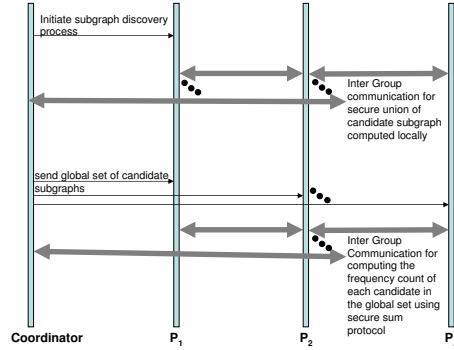 Initiate subgraph discovery
process
Inter Group
communication for
secure union of
candidate subgraph
computed locally
send global set of candidate
subgraphs
Inter Group
Communication for
computing the
frequency count of
each candidate in
the global set using
secure sum
protocol
Coordinator
P1
P2
P